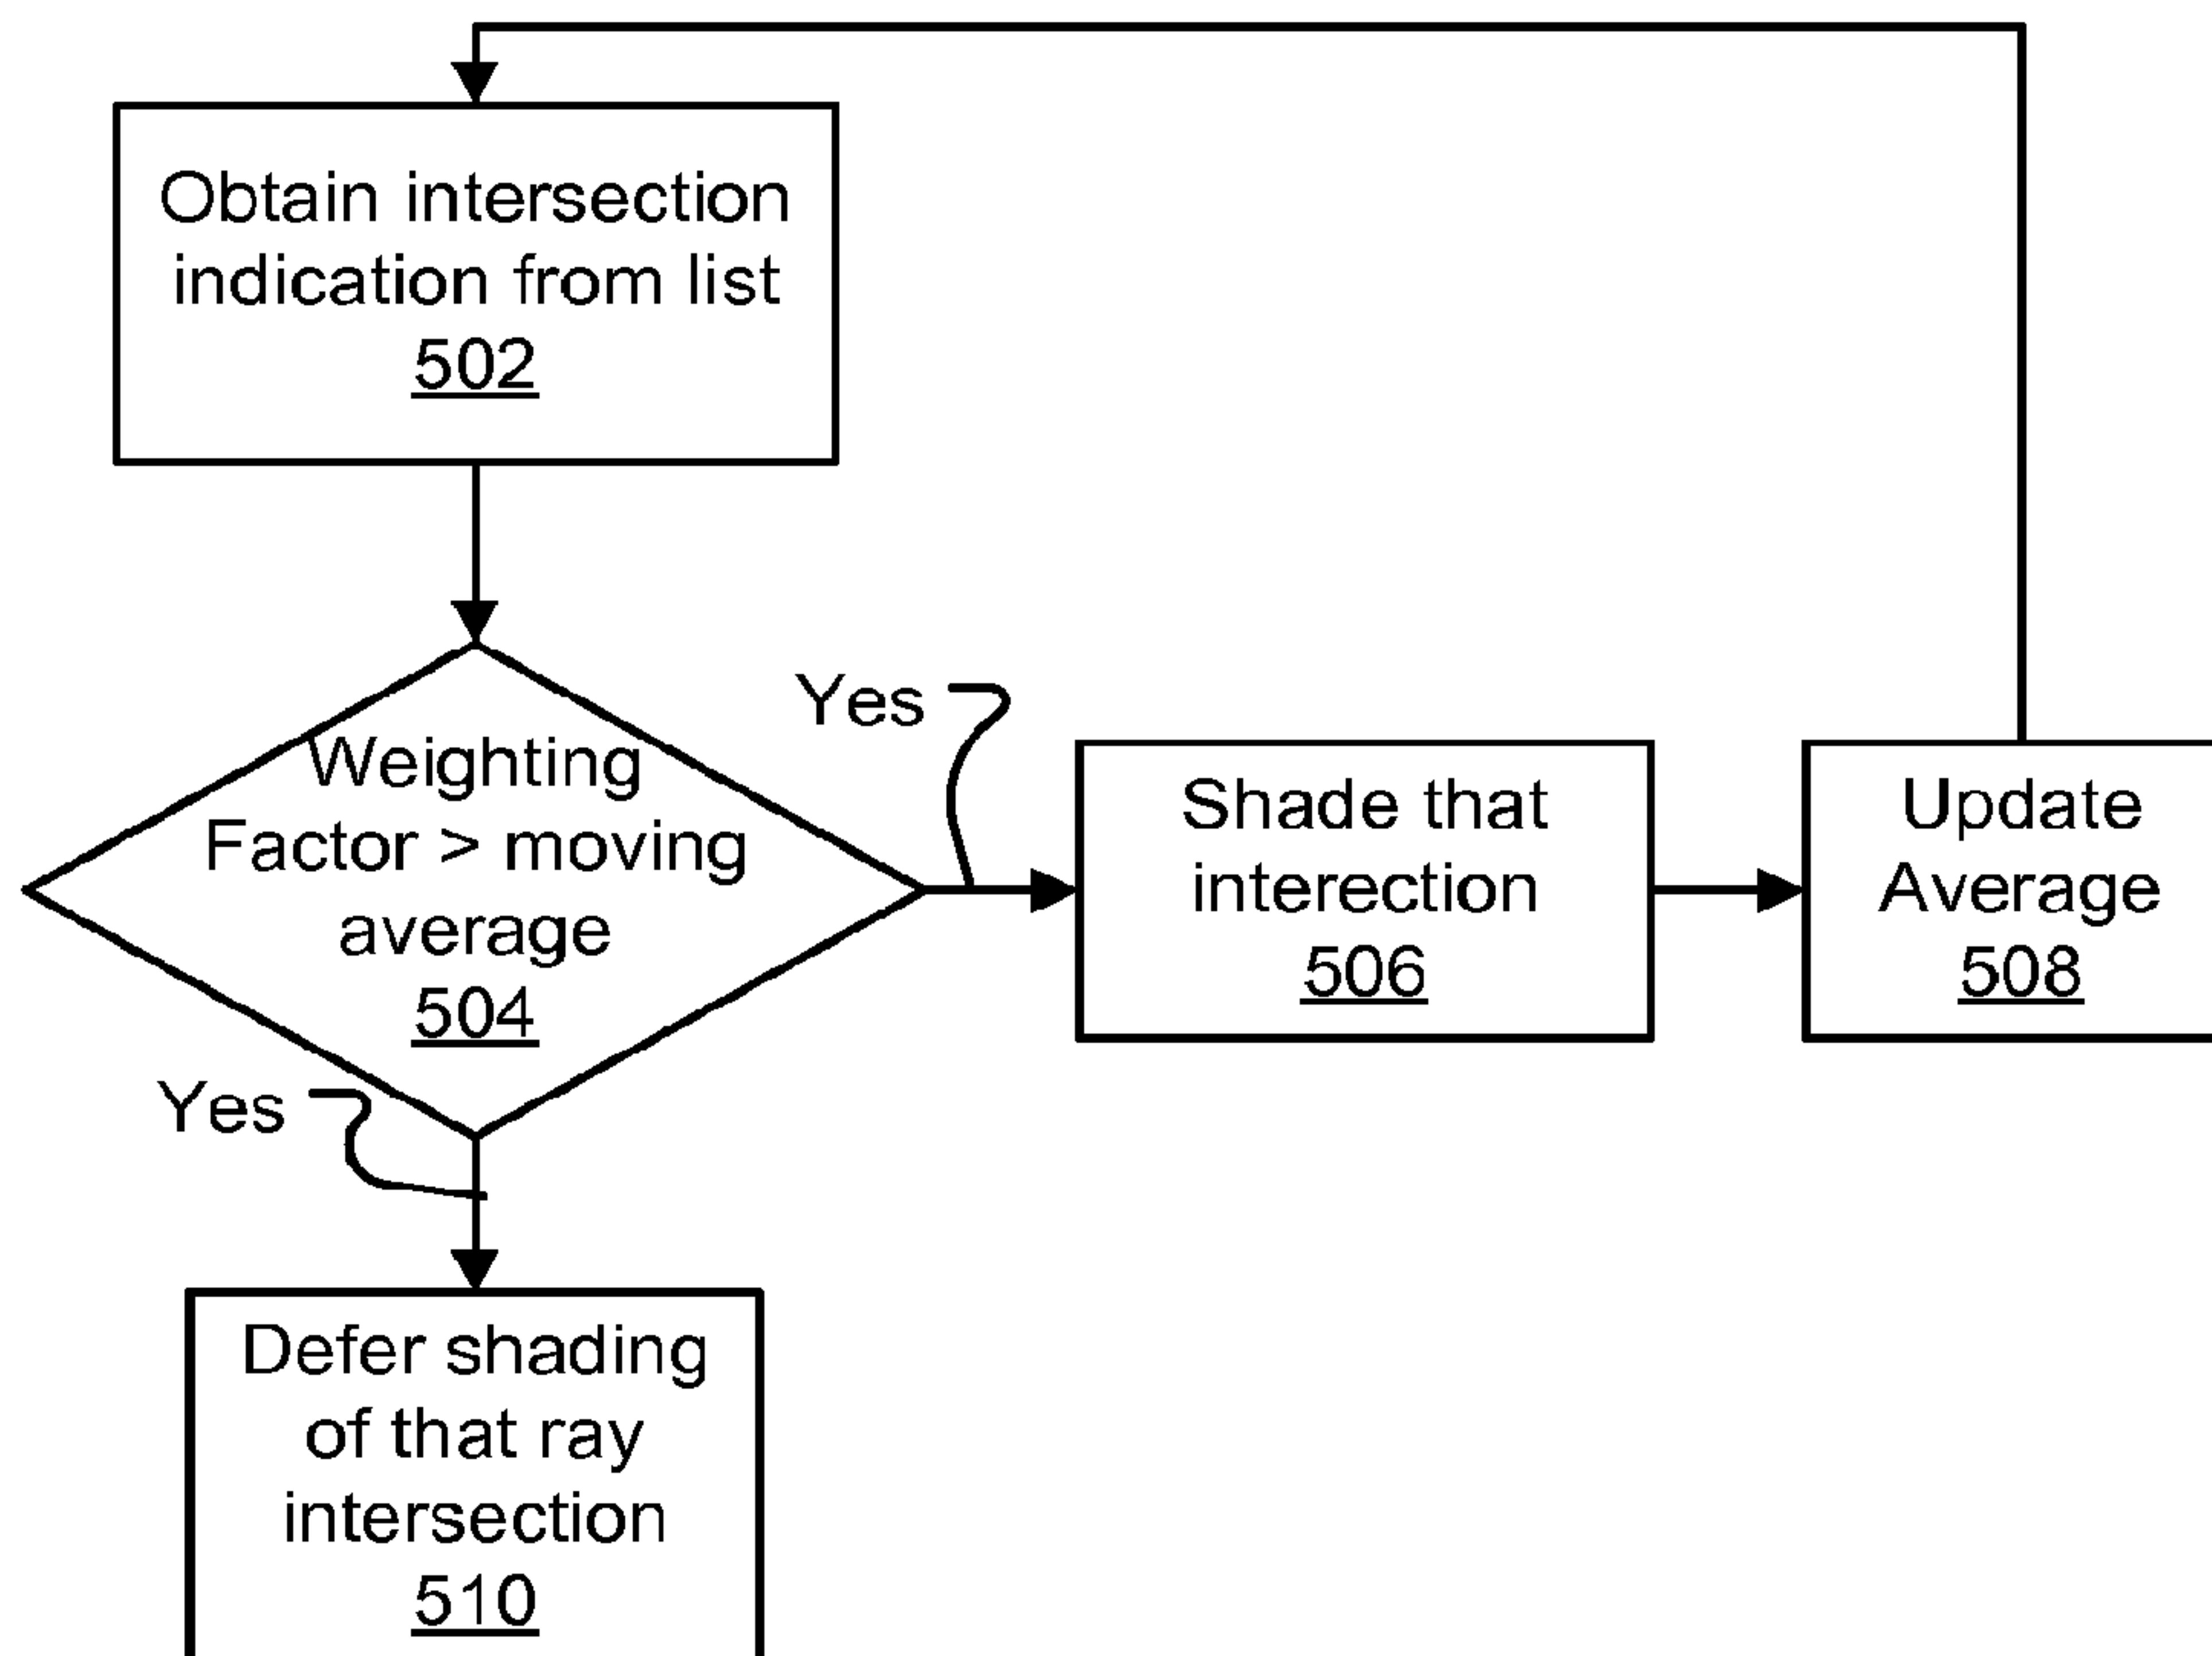 Obtain intersection
indication from list
502
Weighting
Factor > moving
average
504
Yes
Shade that
interection
506
Update
Average
508
Yes
Defer shading
of that ray
intersection
510